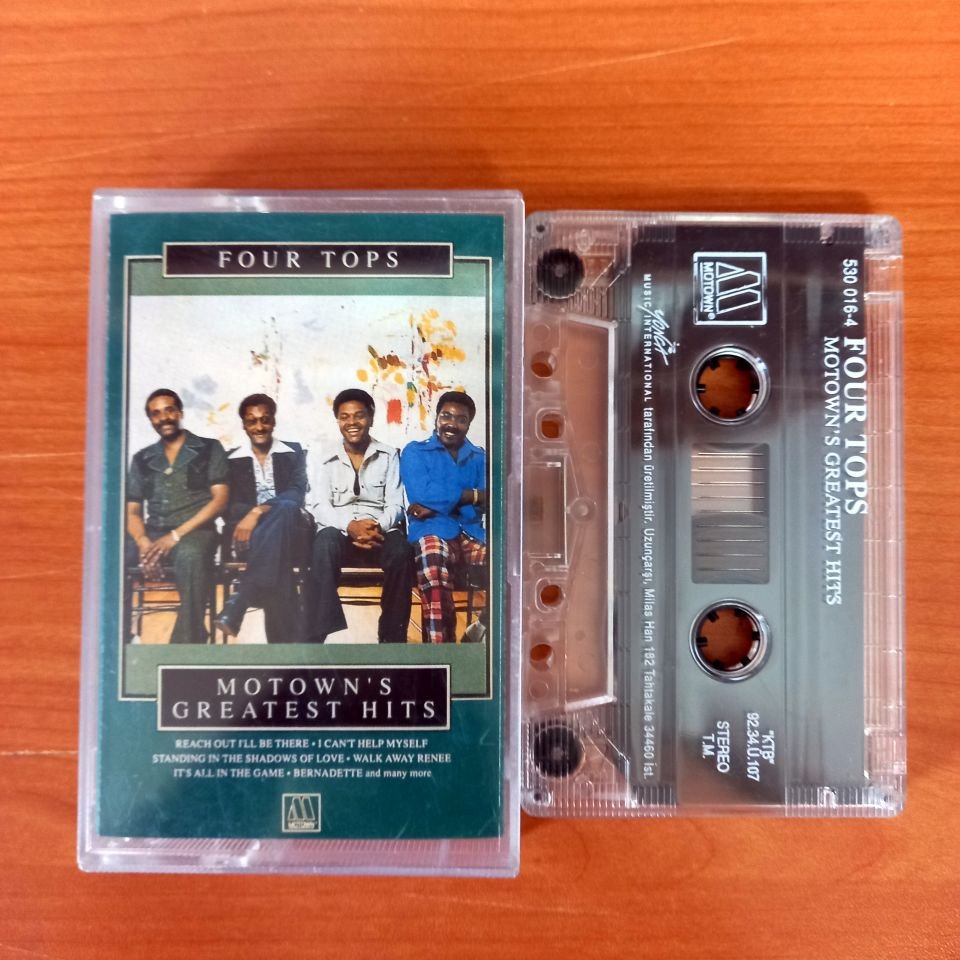 FOUR TOPS
MOTOWN'S
GREATEST HITS
REACH OUT I'LL BE THERE • I CAN'T HELP MYSELF
STANDING IN THE SHADOWS OF LOVE • WALK AWAY RENEE
IT'S ALL IN THE GAME • BERNADETTE and many more
MOTOWN
530 016-4 FOUR TOPS
MOTOWN'S GREATEST HITS
MOTOWN®
"KTB"
92.34.Ü.107
STEREO
T.M.
MUSIC INTERNATIONAL tarafından üretilmiştir. Uzunçarşı, Milas Han 182 Tahtakale 34460 İst.